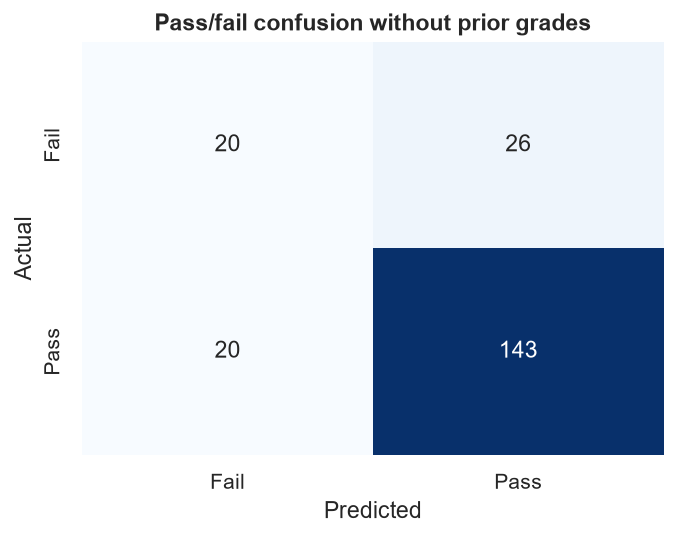 Pass/fail confusion without prior grades
Actual
Fail
20
26
Pass
20
143
Fail
Pass
Predicted